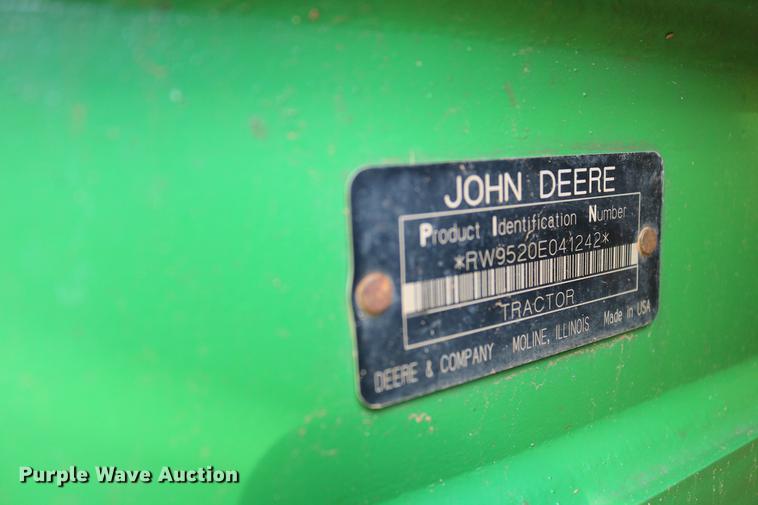 JOHN DEERE
Product Identification Number
*RW9520E041242*
TRACTOR
DEERE & COMPANY MOLINE, ILLINOIS Made in USA
Purple Wave Auction